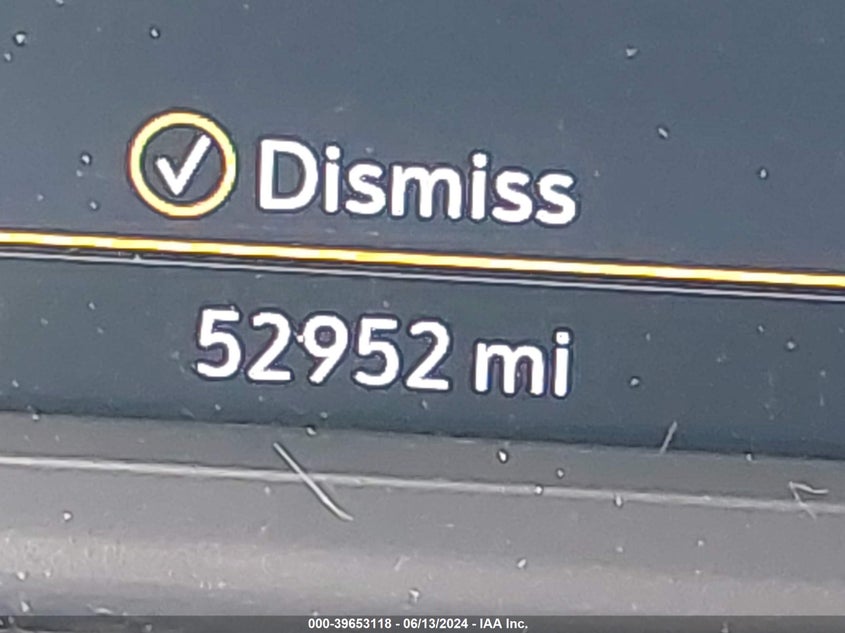 Dismiss
52952 mi
000-39653118 - 06/13/2024 - IAA Inc.